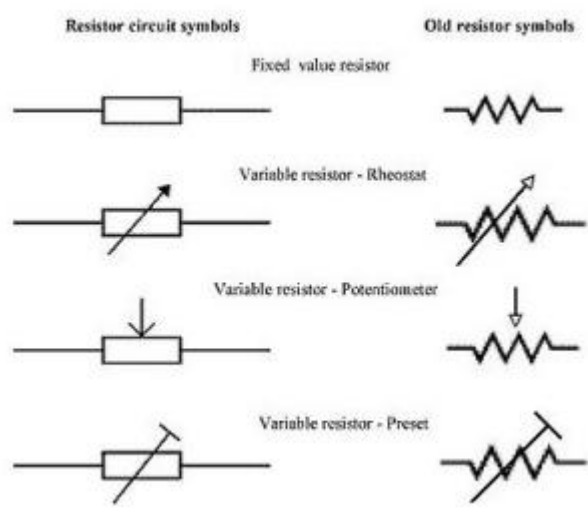 Resistor circuit symbols
Old resistor symbols
Fixed value resistor
Variable resistor - Rheostat
Variable resistor - Potentiometer
Variable resistor - Preset